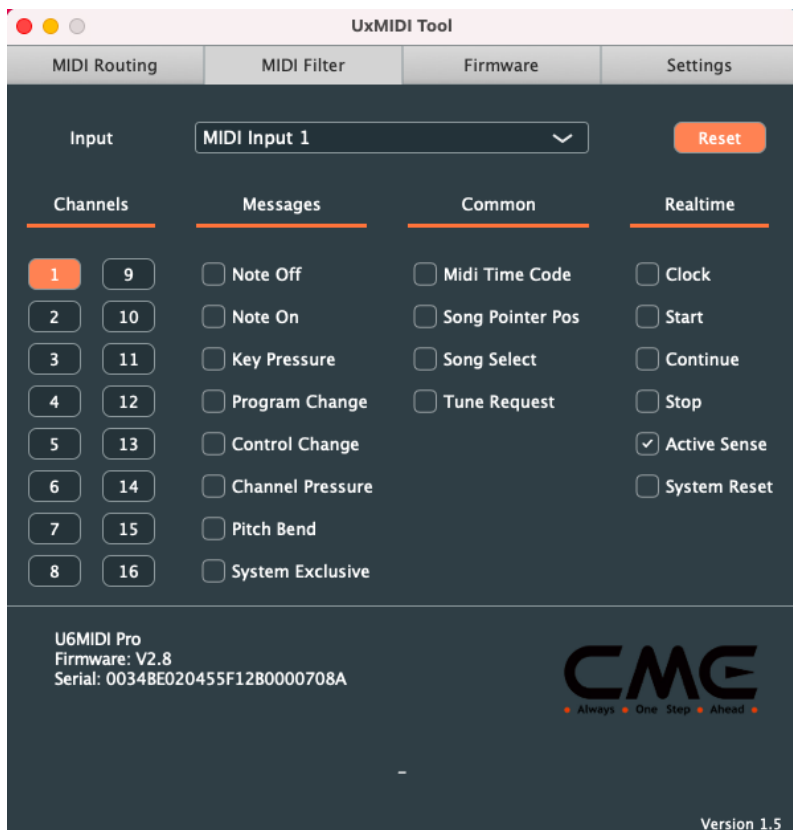 UxMIDI Tool
MIDI Routing MIDI Filter Firmware Settings
Input MIDI Input 1 Reset
Channels Messages Common Realtime
1 9 Note Off Midi Time Code Clock
2 10 Note On Song Pointer Pos Start
3 11 Key Pressure Song Select Continue
4 12 Program Change Tune Request Stop
5 13 Control Change Active Sense
6 14 Channel Pressure System Reset
7 15 Pitch Bend
8 16 System Exclusive
U6MIDI Pro
Firmware: V2.8
Serial: 0034BE020455F12B0000708A
CME
Always One Step Ahead
Version 1.5